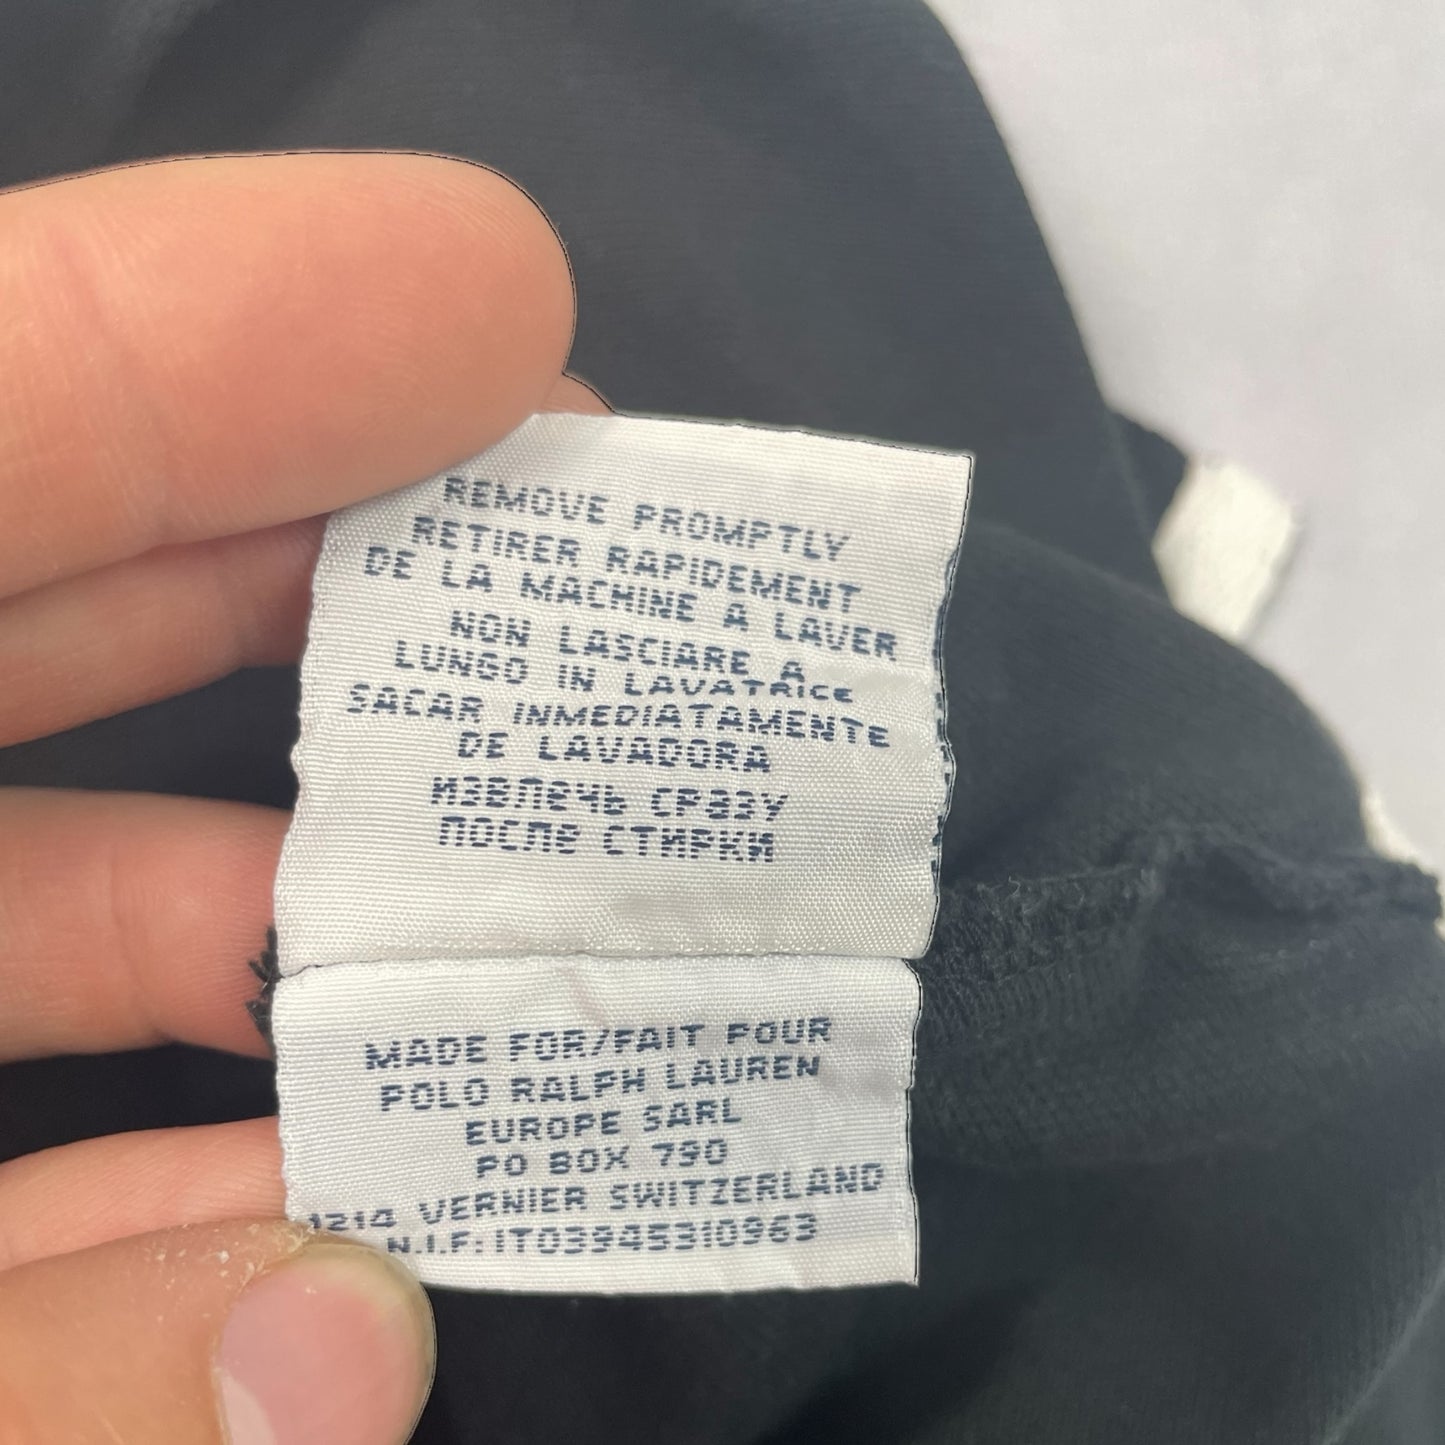 REMOVE PROMPTLY
RETIRER RAPIDEMENT
DE LA MACHINE A LAVER
NON LASCIARE A
LUNGO IN LAVATRICE
SACAR INMEDIATAMENTE
DE LAVADORA
ИЗВЛЕЧЬ СРАЗУ
ПОСЛЕ СТИРКИ
MADE FOR/FAIT POUR
POLO RALPH LAUREN
EUROPE SARL
PO BOX 790
1214 VERNIER SWITZERLAND
N.I.F: IT03945310963